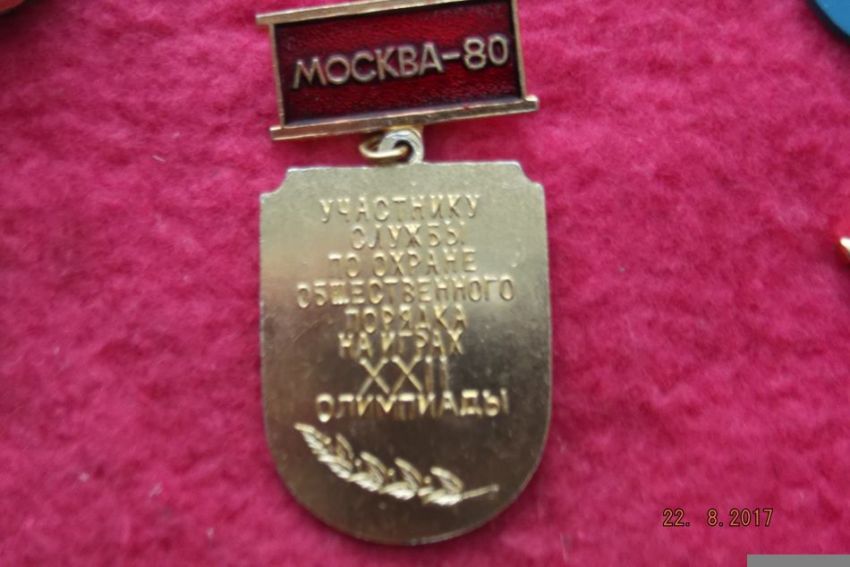 МОСКВА-80
УЧАСТНИКУ
СЛУЖБЫ
ПО ОХРАНЕ
ОБЩЕСТВЕННОГО
ПОРЯДКА
НА ИГРАХ
XXII
ОЛИМПИАДЫ
22. 8.2017